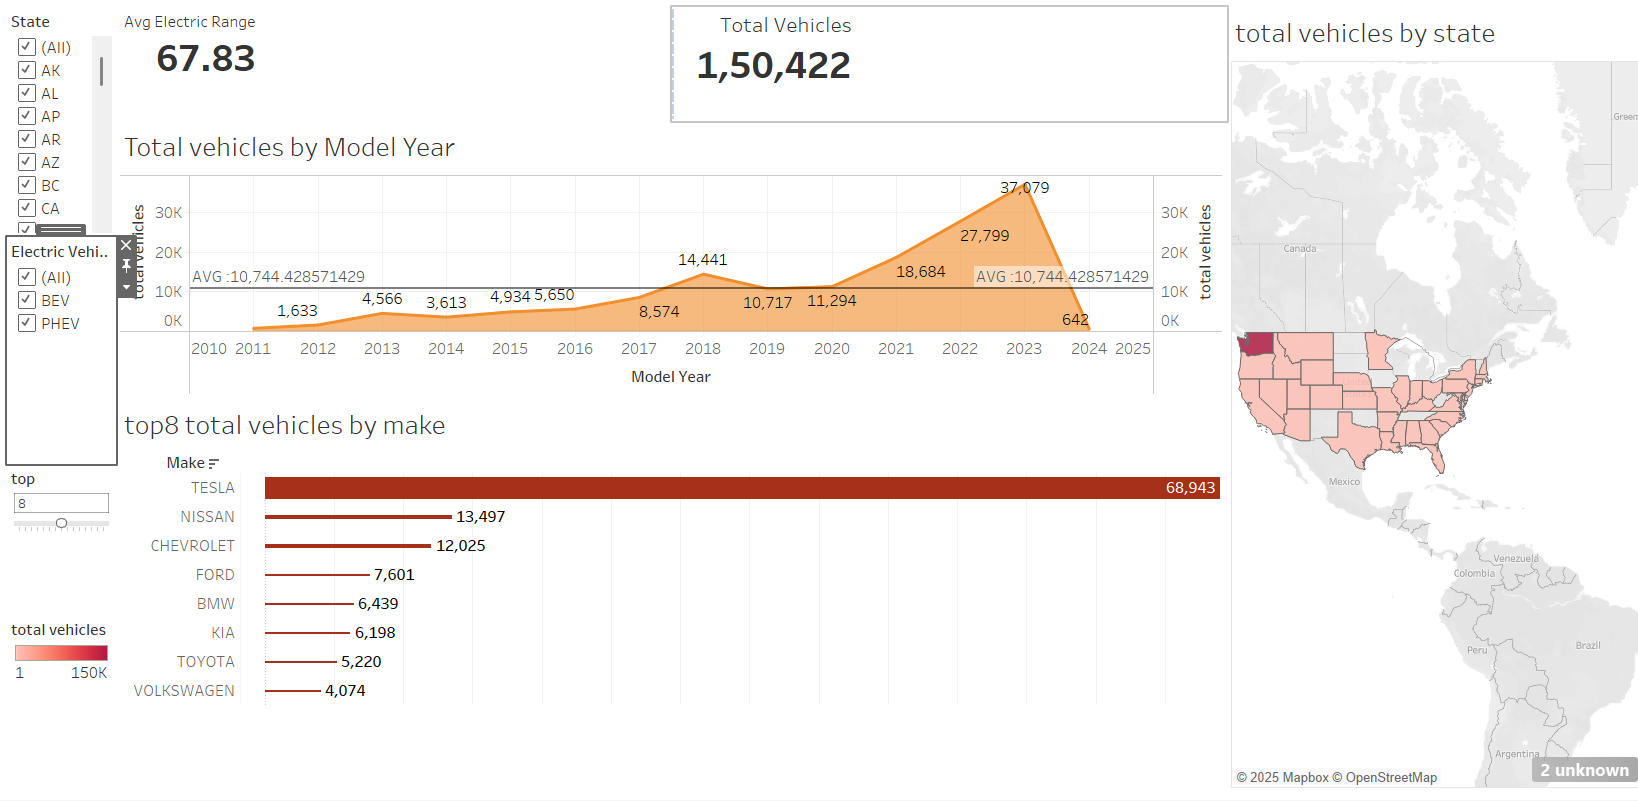 State
(All)
AK
AL
AP
AR
AZ
BC
CA
Electric Vehi..
(All)
BEV
PHEV
top
8
total vehicles
1 150K
Avg Electric Range
67.83
Total Vehicles
1,50,422
Total vehicles by Model Year
total vehicles
30K
20K
10K
0K
AVG :10,744.428571429
1,633
4,566
3,613
4,934
5,650
8,574
14,441
10,717
11,294
18,684
27,799
37,079
642
AVG :10,744.428571429
30K
20K
10K
0K
total vehicles
2010 2011 2012 2013 2014 2015 2016 2017 2018 2019 2020 2021 2022 2023 2024 2025
Model Year
top8 total vehicles by make
Make
TESLA 68,943
NISSAN 13,497
CHEVROLET 12,025
FORD 7,601
BMW 6,439
KIA 6,198
TOYOTA 5,220
VOLKSWAGEN 4,074
total vehicles by state
Green
Canada
United
Mexico
Venezuela
Colombia
Brazil
Peru
Argentina
2 unknown
© 2025 Mapbox © OpenStreetMap